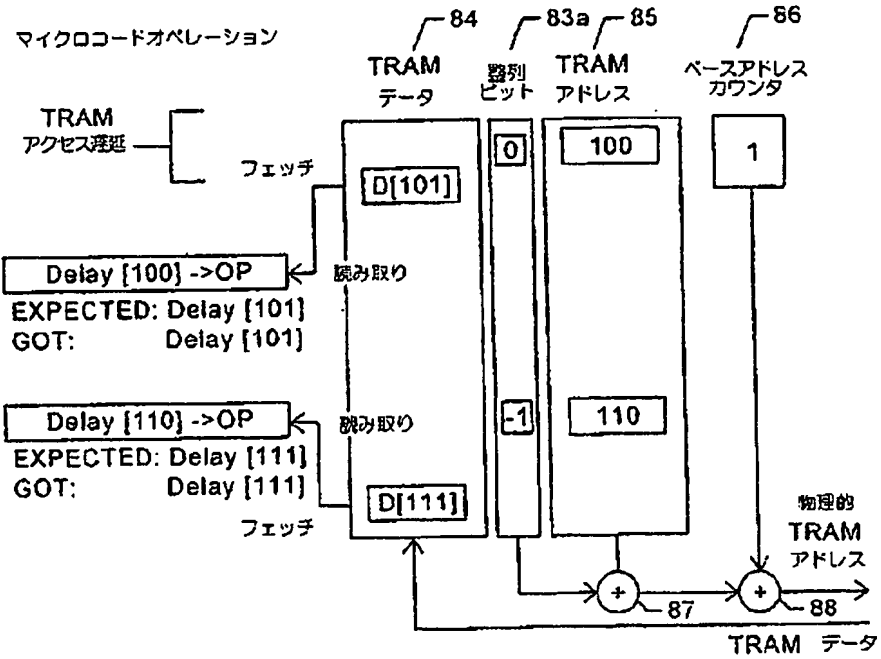 マイクロコードオペレーション
84
83a
85
86
TRAM
データ
整列
ビット
TRAM
アドレス
ベースアドレス
カウンタ
TRAM
アクセス遅延
フェッチ
0
100
1
D[101]
Delay [100] ->OP
読み取り
EXPECTED: Delay [101]
GOT: Delay [101]
Delay [110] ->OP
読み取り
-1
110
EXPECTED: Delay [111]
GOT: Delay [111]
D[111]
フェッチ
物理的
TRAM
アドレス
+
87
+
88
TRAM データ